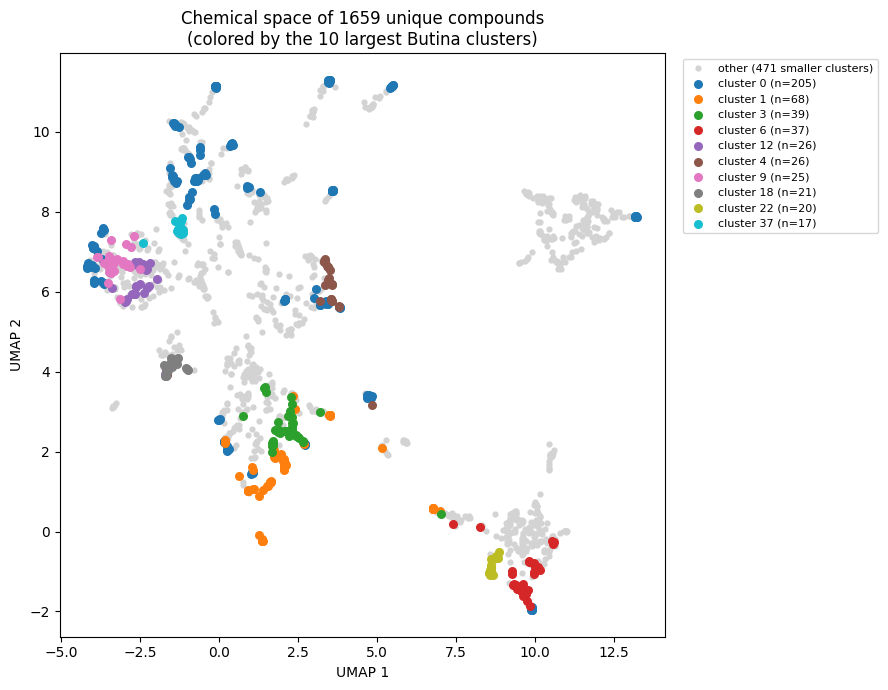 Chemical space of 1659 unique compounds
(colored by the 10 largest Butina clusters)
other (471 smaller clusters)
cluster 0 (n=205)
cluster 1 (n=68)
cluster 3 (n=39)
cluster 6 (n=37)
cluster 12 (n=26)
cluster 4 (n=26)
cluster 9 (n=25)
cluster 18 (n=21)
cluster 22 (n=20)
cluster 37 (n=17)
UMAP 2
10
8
6
4
2
0
−2
−5.0 −2.5 0.0 2.5 5.0 7.5 10.0 12.5
UMAP 1